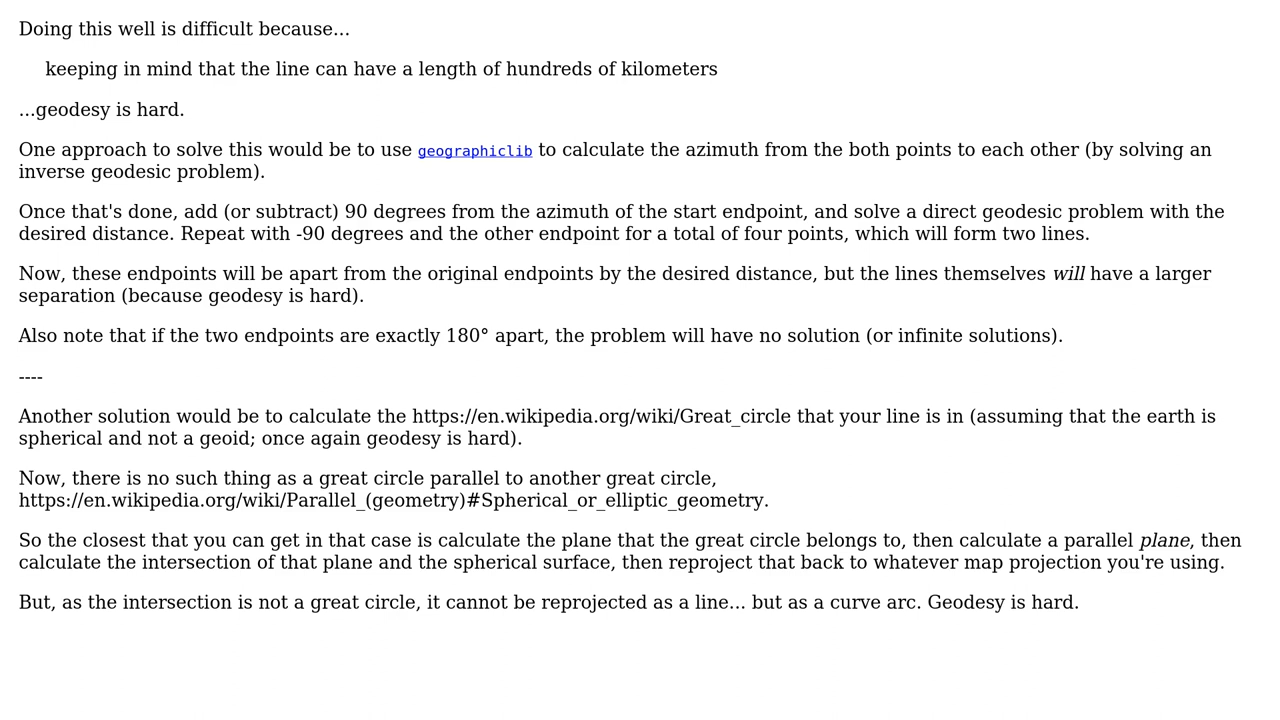 Doing this well is difficult because...
keeping in mind that the line can have a length of hundreds of kilometers
...geodesy is hard.
One approach to solve this would be to use geographiclib to calculate the azimuth from the both points to each other (by solving an
inverse geodesic problem).
Once that's done, add (or subtract) 90 degrees from the azimuth of the start endpoint, and solve a direct geodesic problem with the
desired distance. Repeat with -90 degrees and the other endpoint for a total of four points, which will form two lines.
Now, these endpoints will be apart from the original endpoints by the desired distance, but the lines themselves will have a larger
separation (because geodesy is hard).
Also note that if the two endpoints are exactly 180° apart, the problem will have no solution (or infinite solutions).
----
Another solution would be to calculate the https://en.wikipedia.org/wiki/Great_circle that your line is in (assuming that the earth is
spherical and not a geoid; once again geodesy is hard).
Now, there is no such thing as a great circle parallel to another great circle,
https://en.wikipedia.org/wiki/Parallel_(geometry)#Spherical_or_elliptic_geometry.
So the closest that you can get in that case is calculate the plane that the great circle belongs to, then calculate a parallel plane, then
calculate the intersection of that plane and the spherical surface, then reproject that back to whatever map projection you're using.
But, as the intersection is not a great circle, it cannot be reprojected as a line... but as a curve arc. Geodesy is hard.